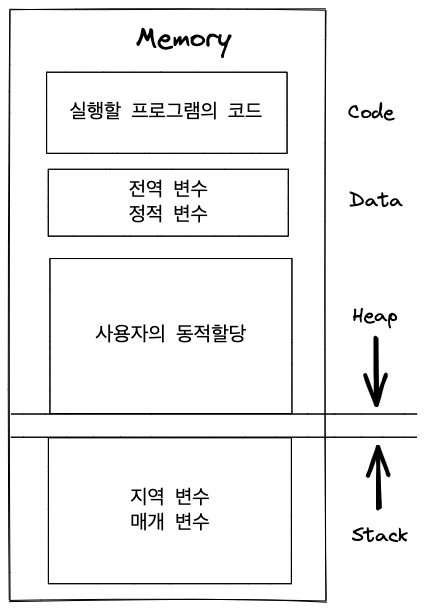 Memory
실행할 프로그램의 코드
Code
전역 변수
정적 변수
Data
사용자의 동적할당
Heap
지역 변수
매개 변수
Stack